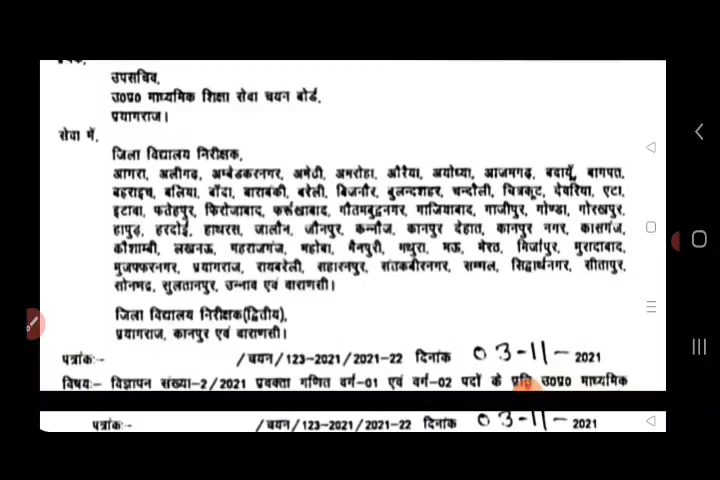 उपसचिव,
उ०प्र० माध्यमिक शिक्षा सेवा चयन बोर्ड,
प्रयागराज।
सेवा में,
जिला विद्यालय निरीक्षक,
आगरा, अलीगढ़, अम्बेडकरनगर, अमेठी, अमरोहा, औरैया, अयोध्या, आजमगढ़, बदायूँ, बागपत,
बहराइच, बलिया, बाँदा, बाराबंकी, बरेली, बिजनौर, बुलन्दशहर, चन्दौली, चित्रकूट, देवरिया, एटा,
इटावा, फतेहपुर, फिरोजाबाद, फर्रूखाबाद, गौतमबुद्धनगर, गाजियाबाद, गाजीपुर, गोण्डा, गोरखपुर,
हापुड़, हरदोई, हाथरस, जालौन, जौनपुर, कन्नौज, कानपुर देहात, कानपुर नगर, कासगंज,
कौशाम्बी, लखनऊ, महराजगंज, महोबा, मैनपुरी, मथुरा, मऊ, मेरठ, मिर्जापुर, मुरादाबाद,
मुजफ्फरनगर, प्रयागराज, रायबरेली, सहारनपुर, संतकबीरनगर, सम्भल, सिद्धार्थनगर, सीतापुर,
सोनभद्र, सुलतानपुर, उन्नाव एवं वाराणसी।
जिला विद्यालय निरीक्षक(द्वितीय),
प्रयागराज, कानपुर एवं वाराणसी।
पत्रांकः- /चयन/123-2021/2021-22 दिनांक 03-11-2021
विषयः- विज्ञापन संख्या-2/2021 प्रवक्ता गणित वर्ग-01 एवं वर्ग-02 पदों के प्रति उ०प्र० माध्यमिक
पत्रांकः- /चयन/123-2021/2021-22 दिनांक 03-11-2021